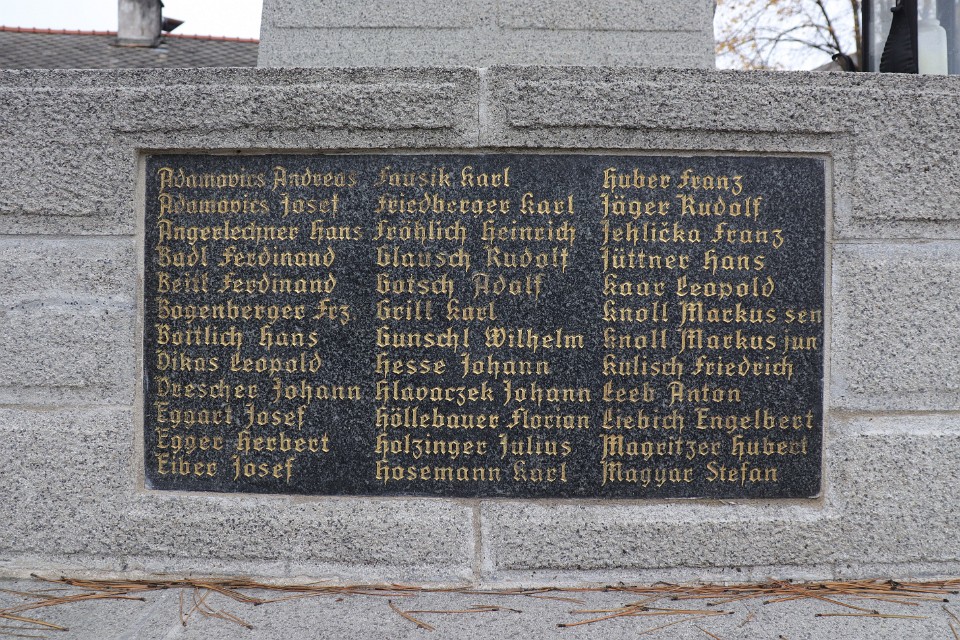 Adamovics Andreas
Adamovics Josef
Angerlechner Hans
Badl Ferdinand
Beitl Ferdinand
Bogenberger Frz
Bottlich Hans
Dikas Leopold
Drescher Johann
Eggart Josef
Egger Herbert
Eiber Josef
Fausik Karl
Friedberger Karl
Fröhlich Heinrich
Glausch Rudolf
Gotsch Adolf
Grill Karl
Gunschl Wilhelm
Hesse Johann
Hlavaczek Johann
Höllebauer Florian
Holzinger Julius
Hosemann Karl
Huber Franz
Jäger Rudolf
Jehlička Franz
Jüttner Hans
Kaar Leopold
Knoll Markus sen
Knoll Markus jun
Kulisch Friedrich
Leeb Anton
Liebich Engelbert
Magritzer Hubert
Magyar Stefan